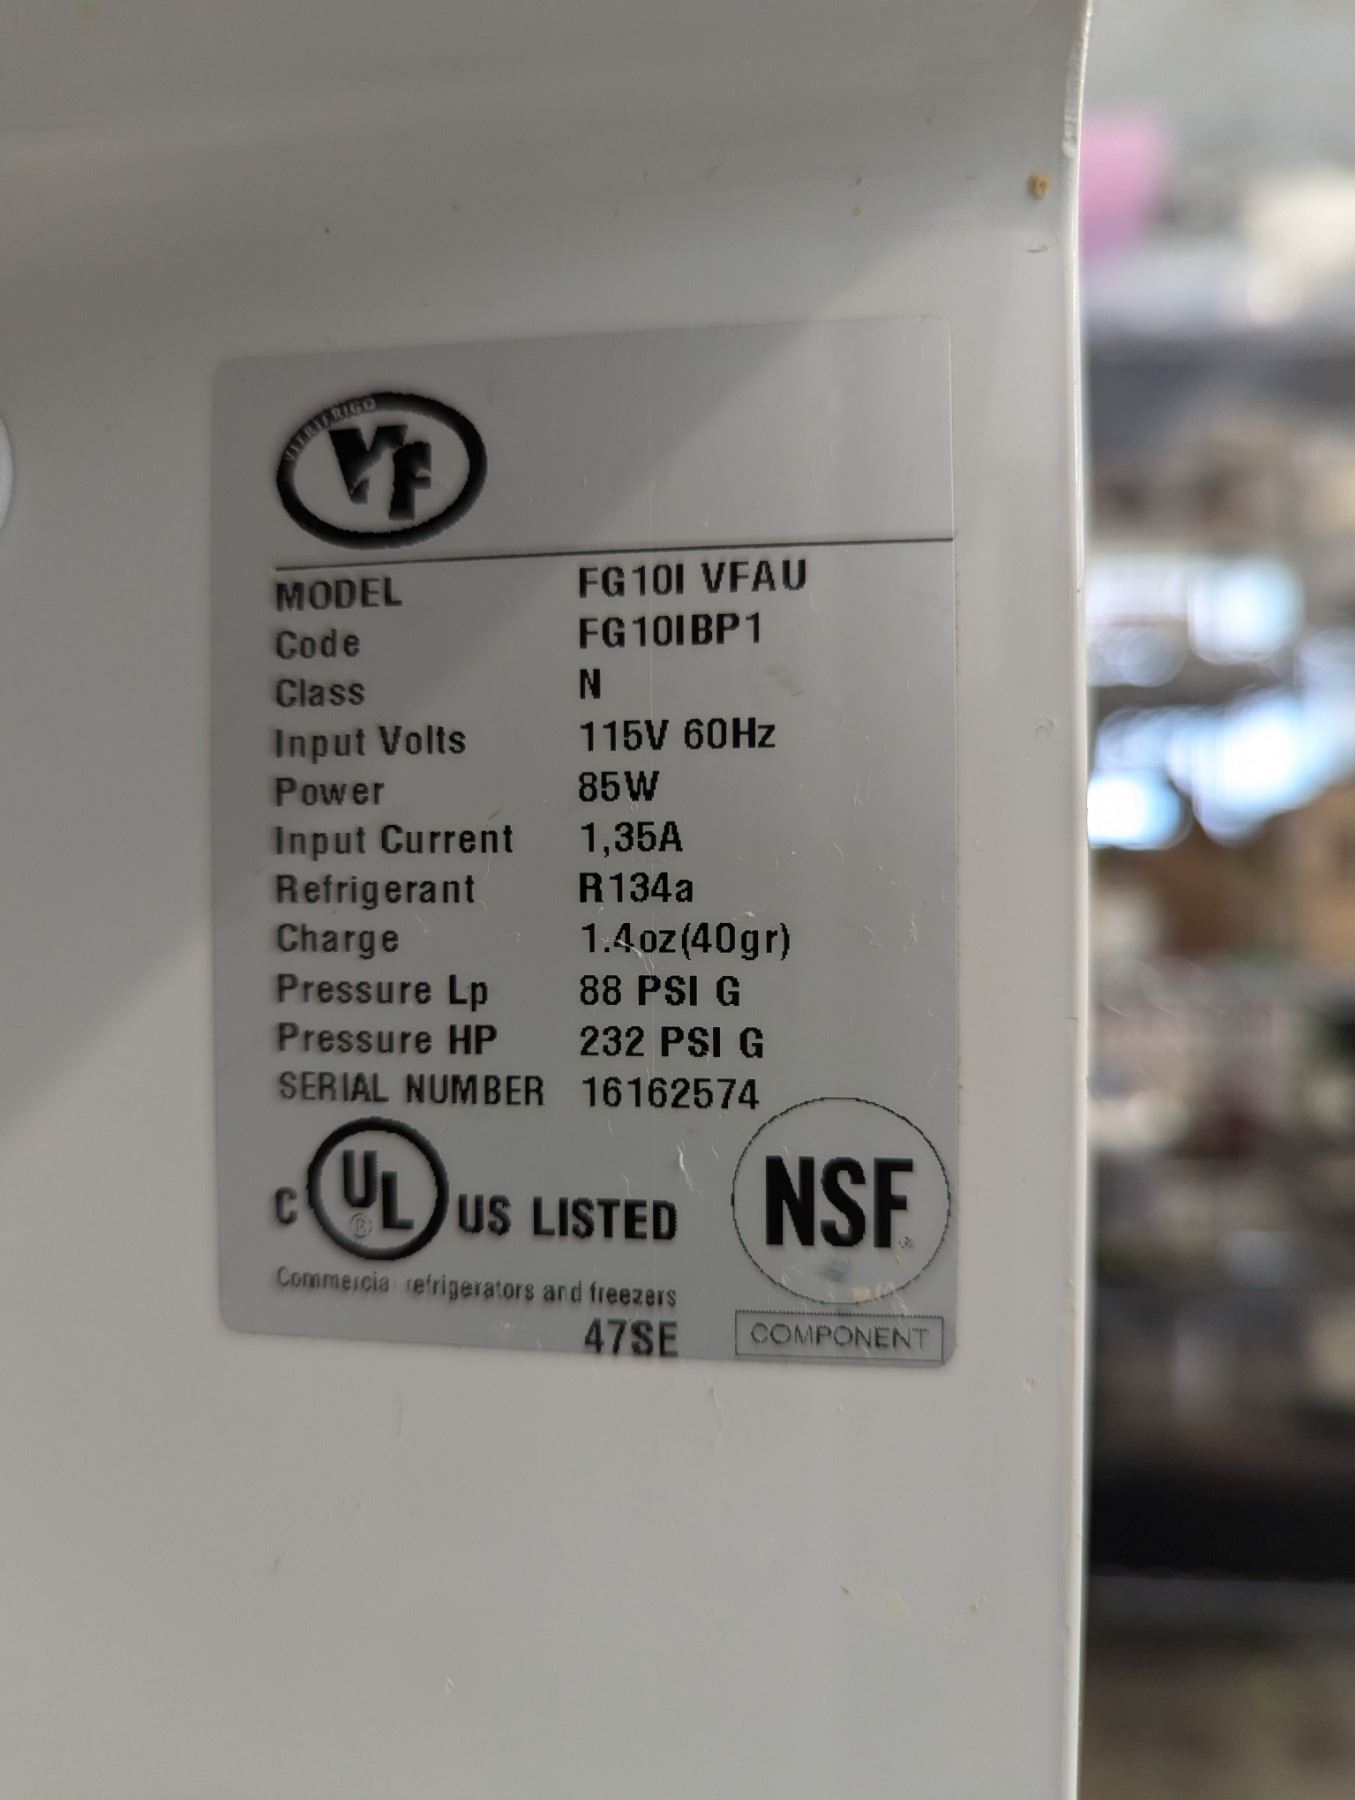 VITRIFRIGO
VF
MODEL FG10I VFAU
Code FG10IBP1
Class N
Input Volts 115V 60Hz
Power 85W
Input Current 1,35A
Refrigerant R134a
Charge 1.4oz(40gr)
Pressure Lp 88 PSI G
Pressure HP 232 PSI G
SERIAL NUMBER 16162574
C UL® US LISTED
NSF®
Commercial refrigerators and freezers
47SE
COMPONENT